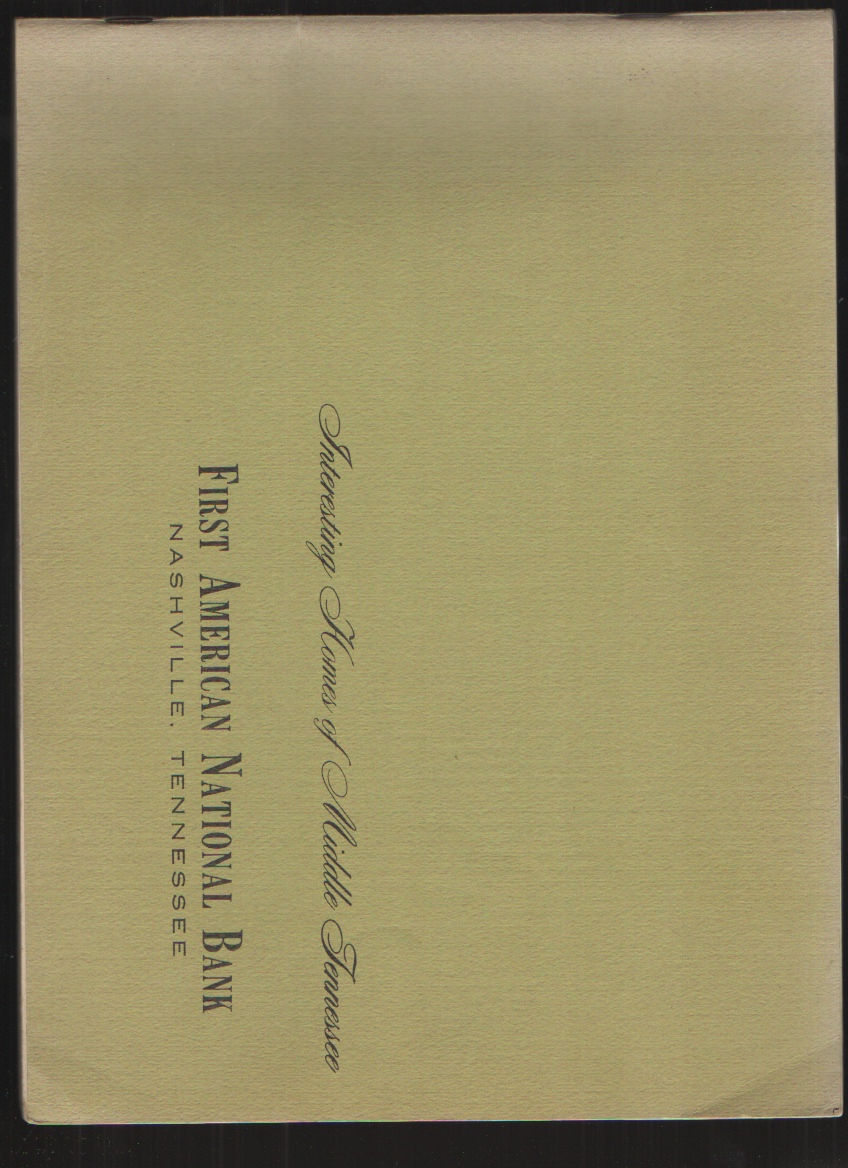 Interesting Homes of Middle Tennessee
FIRST AMERICAN NATIONAL BANK
NASHVILLE, TENNESSEE